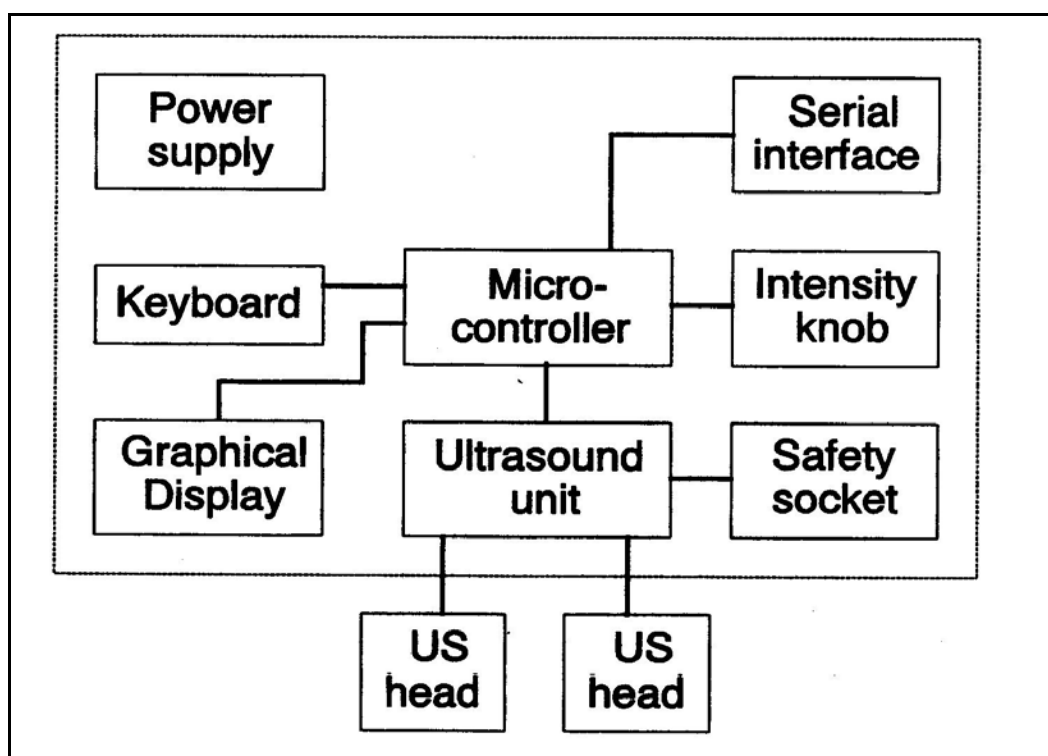 Power
supply
Serial
interface
Keyboard
Micro-
controller
Intensity
knob
Graphical
Display
Ultrasound
unit
Safety
socket
US
head
US
head